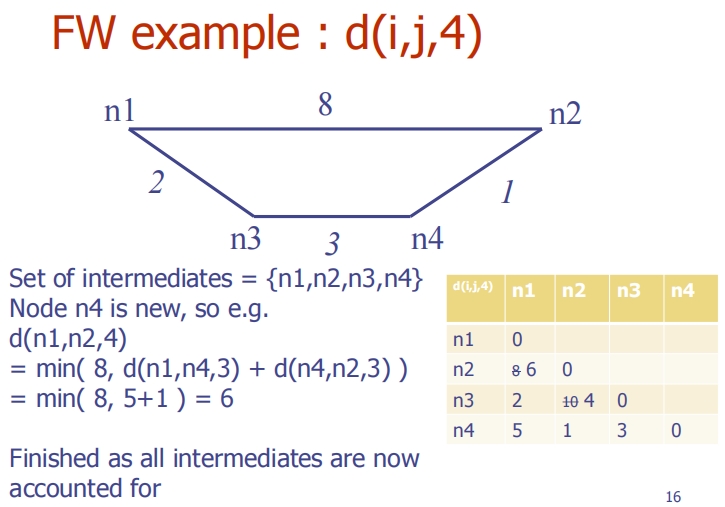 FW example : d(i,j,4)
n1
8
n2
2
1
n3
3
n4
Set of intermediates = {n1,n2,n3,n4}
Node n4 is new, so e.g.
d(n1,n2,4)
= min( 8, d(n1,n4,3) + d(n4,n2,3) )
= min( 8, 5+1 ) = 6
Finished as all intermediates are now
accounted for
d(i,j,4) n1 n2 n3 n4
n1 0
n2 8 6 0
n3 2 10 4 0
n4 5 1 3 0
16